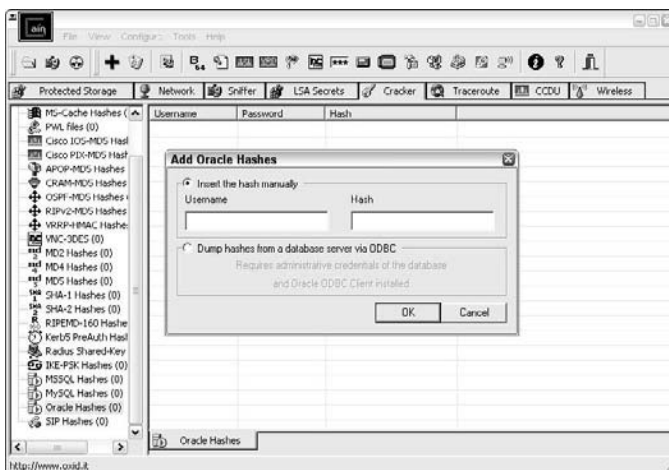 ain
File View Configure Tools Help
Protected Storage Network Sniffer LSA Secrets Cracker Traceroute CCDU Wireless
MS-Cache Hashes (
PWL files (0)
Cisco IOS-MD5 Hasl
Cisco PIX-MD5 Hash
APOP-MD5 Hashes
CRAM-MD5 Hashes
OSPF-MD5 Hashes
RIPv2-MD5 Hashes
VRRP-HMAC Hashe
VNC-3DES (0)
MD2 Hashes (0)
MD4 Hashes (0)
MD5 Hashes (0)
SHA-1 Hashes (0)
SHA-2 Hashes (0)
RIPEMD-160 Hashe
Kerb5 PreAuth Hasl
Radius Shared-Key
IKE-PSK Hashes (0)
MSSQL Hashes (0)
MySQL Hashes (0)
Oracle Hashes (0)
SIP Hashes (0)
Username Password Hash
Add Oracle Hashes
Insert the hash manually
Username Hash
Dump hashes from a database server via ODBC
Requires administrative credentials of the database
and Oracle ODBC Client installed
OK Cancel
Oracle Hashes
http://www.oxid.it